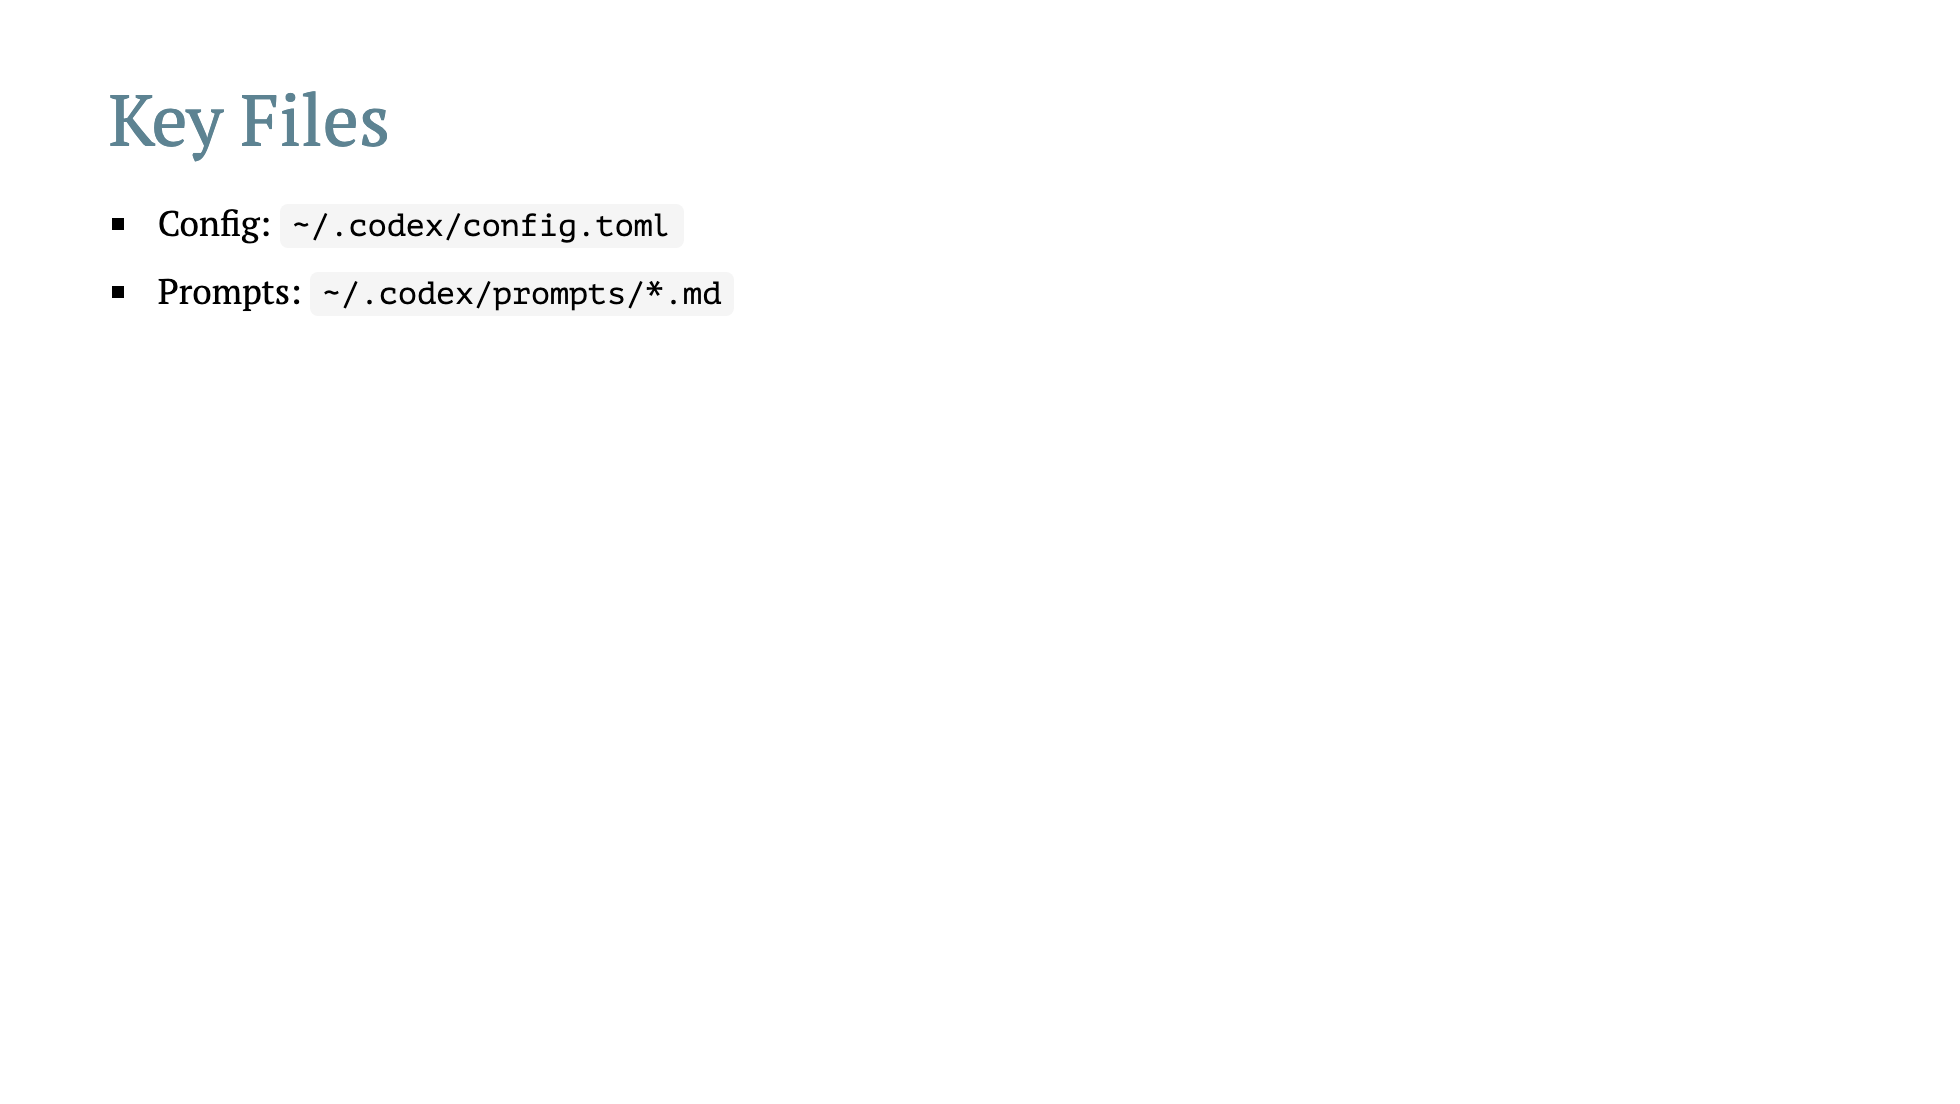 Key Files
▪ Config: ~/.codex/config.toml
▪ Prompts: ~/.codex/prompts/*.md